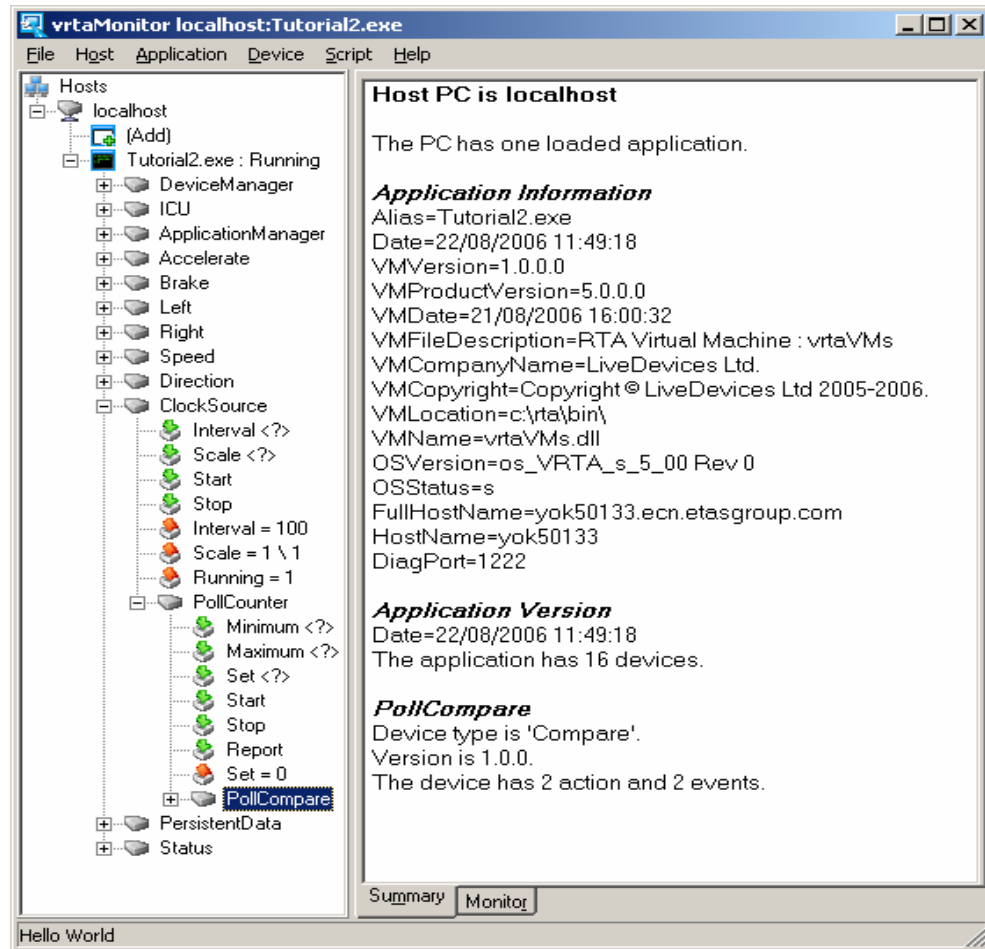 vrtaMonitor localhost:Tutorial2.exe
File Host Application Device Script Help
Hosts
localhost
(Add)
Tutorial2.exe : Running
DeviceManager
ICU
ApplicationManager
Accelerate
Brake
Left
Right
Speed
Direction
ClockSource
Interval <?>
Scale <?>
Start
Stop
Interval = 100
Scale = 1 \ 1
Running = 1
PollCounter
Minimum <?>
Maximum <?>
Set <?>
Start
Stop
Report
Set = 0
PollCompare
PersistentData
Status
Host PC is localhost
The PC has one loaded application.
Application Information
Alias=Tutorial2.exe
Date=22/08/2006 11:49:18
VMVersion=1.0.0.0
VMProductVersion=5.0.0.0
VMDate=21/08/2006 16:00:32
VMFileDescription=RTA Virtual Machine : vrtaVMs
VMCompanyName=LiveDevices Ltd.
VMCopyright=Copyright © LiveDevices Ltd 2005-2006.
VMLocation=c:\rta\bin\
VMName=vrtaVMs.dll
OSVersion=os_VRTA_s_5_00 Rev 0
OSStatus=s
FullHostName=yok50133.ecn.etasgroup.com
HostName=yok50133
DiagPort=1222
Application Version
Date=22/08/2006 11:49:18
The application has 16 devices.
PollCompare
Device type is 'Compare'.
Version is 1.0.0.
The device has 2 action and 2 events.
Summary Monitor
Hello World